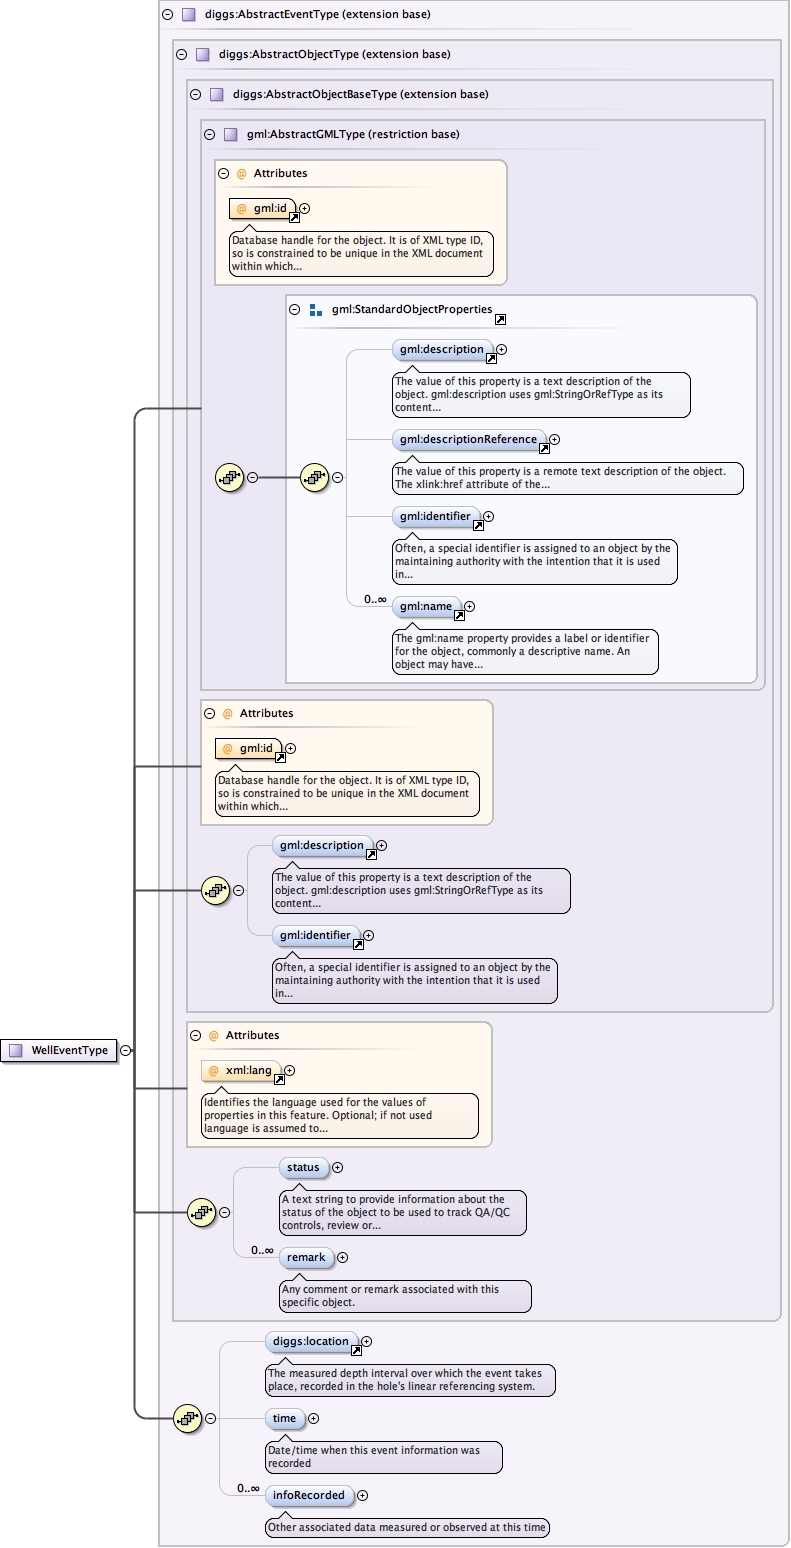 diggs:AbstractEventType (extension base)
diggs:AbstractObjectType (extension base)
diggs:AbstractObjectBaseType (extension base)
gml:AbstractGMLType (restriction base)
@ Attributes
@ gml:id
Database handle for the object. It is of XML type ID,
so is constrained to be unique in the XML document
within which...
gml:StandardObjectProperties
gml:description
The value of this property is a text description of the
object. gml:description uses gml:StringOrRefType as its
content...
gml:descriptionReference
The value of this property is a remote text description of the object.
The xlink:href attribute of the...
gml:identifier
Often, a special identifier is assigned to an object by the
maintaining authority with the intention that it is used
in...
0..∞
gml:name
The gml:name property provides a label or identifier
for the object, commonly a descriptive name. An
object may have...
@ Attributes
@ gml:id
Database handle for the object. It is of XML type ID,
so is constrained to be unique in the XML document
within which...
gml:description
The value of this property is a text description of the
object. gml:description uses gml:StringOrRefType as its
content...
gml:identifier
Often, a special identifier is assigned to an object by the
maintaining authority with the intention that it is used
in...
@ Attributes
WellEventType
@ xml:lang
Identifies the language used for the values of
properties in this feature. Optional; if not used
language is assumed to...
status
A text string to provide information about the
status of the object to be used to track QA/QC
controls, review or...
0..∞
remark
Any comment or remark associated with this
specific object.
diggs:location
The measured depth interval over which the event takes
place, recorded in the hole's linear referencing system.
time
Date/time when this event information was
recorded
0..∞
infoRecorded
Other associated data measured or observed at this time